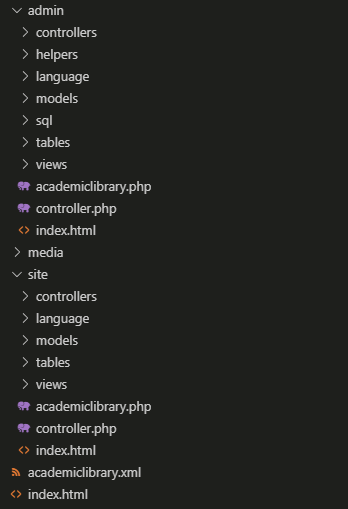 admin
controllers
helpers
language
models
sql
tables
views
academiclibrary.php
controller.php
index.html
media
site
controllers
language
models
tables
views
academiclibrary.php
controller.php
index.html
academiclibrary.xml
index.html